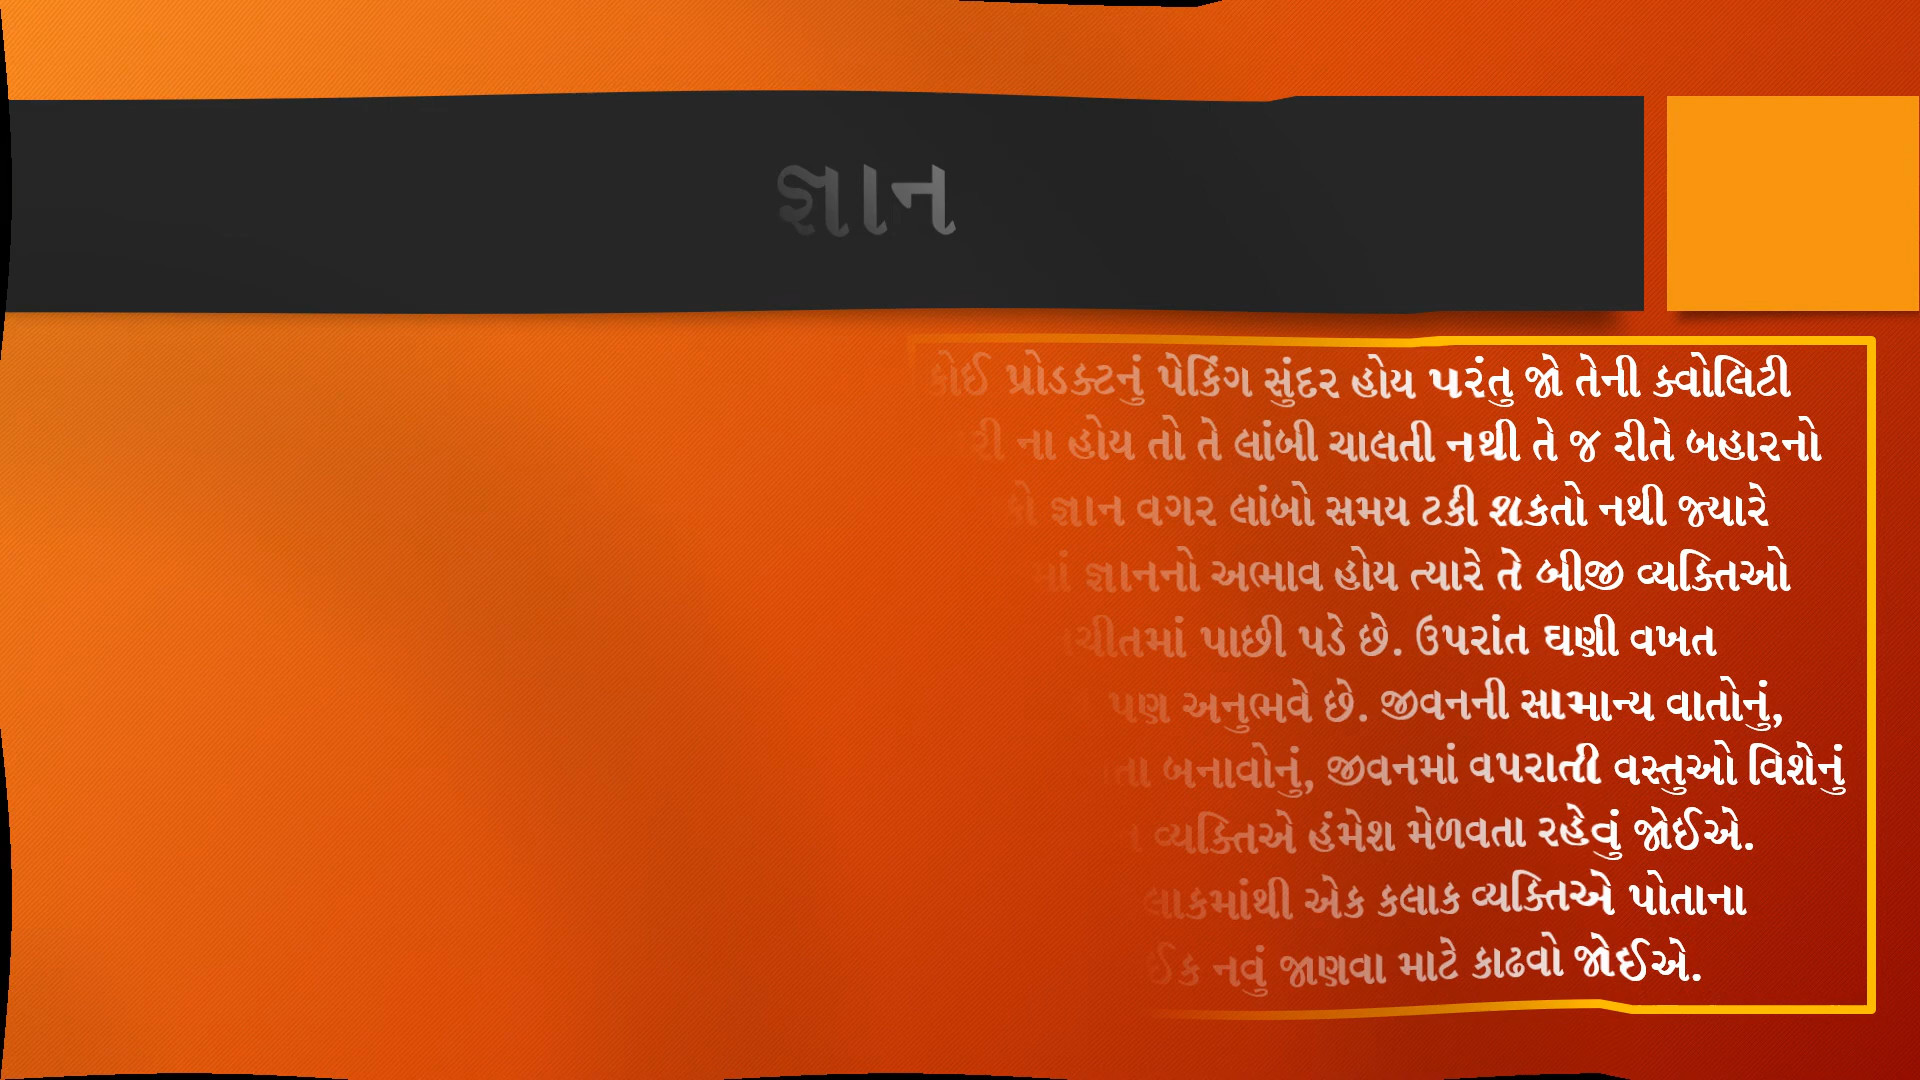 જ્ઞાન
કોઈ પ્રોડક્ટનું પેકિંગ સુંદર હોય પરંતુ જો તેની ક્વોલિટી
ના હોય તો તે લાંબી ચાલતી નથી તે જ રીતે બહારનો
જ્ઞાન વગર લાંબો સમય ટકી શકતો નથી જ્યારે
જ્ઞાનનો અભાવ હોય ત્યારે તે બીજી વ્યક્તિઓ
પાછી પડે છે. ઉપરાંત ઘણી વખત
પણ અનુભવે છે. જીવનની સામાન્ય વાતોનું,
બનાવોનું, જીવનમાં વપરાતી વસ્તુઓ વિશેનું
વ્યક્તિએ હંમેશ મેળવતા રહેવું જોઈએ.
એક કલાક વ્યક્તિએ પોતાના
નવું જાણવા માટે કાઢવો જોઈએ.